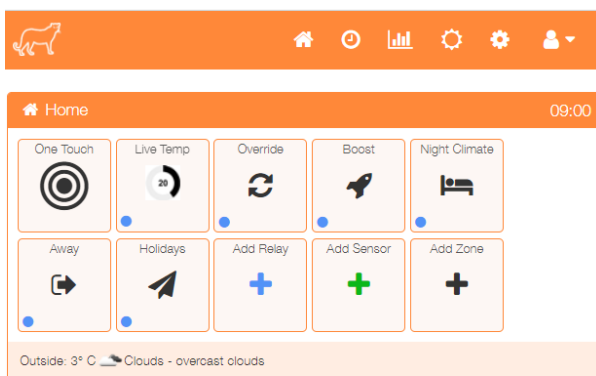 Home 09:00
One Touch Live Temp Override Boost Night Climate
20
Away Holidays Add Relay Add Sensor Add Zone
Outside: 3° C Clouds - overcast clouds